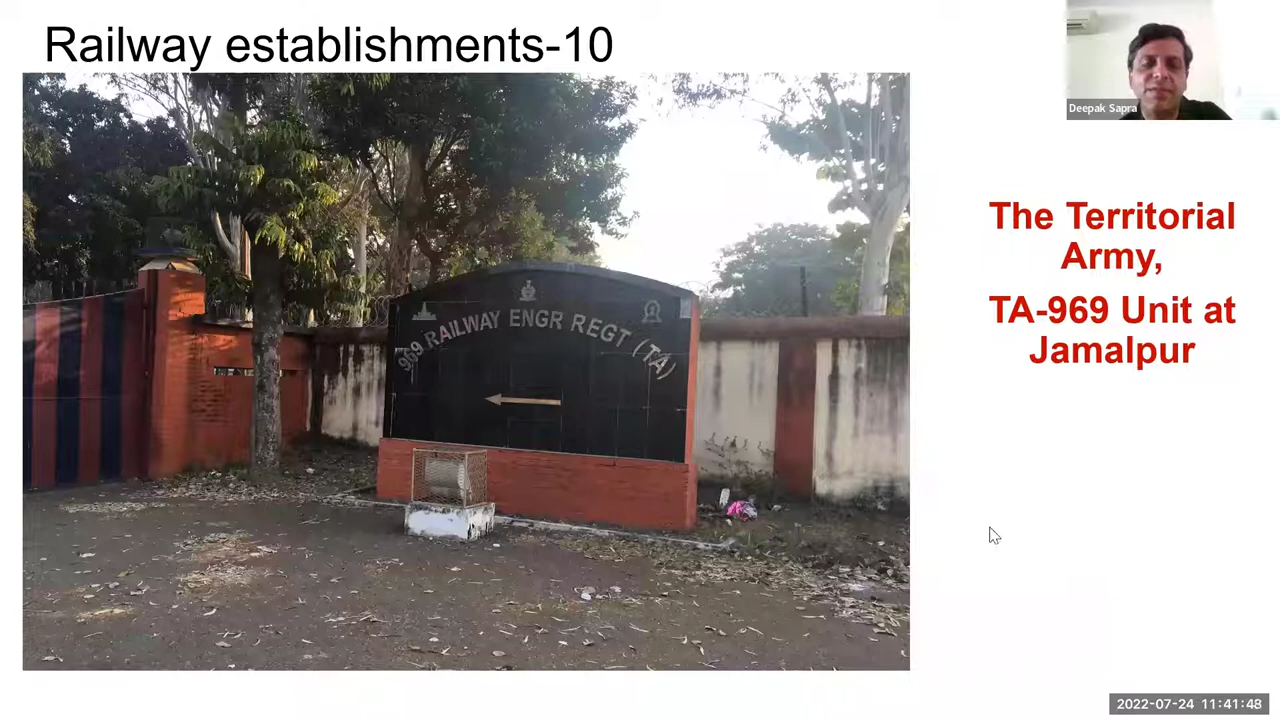 Railway establishments-10
Deepak Sapra
The Territorial
Army,
TA-969 Unit at
Jamalpur
969 RAILWAY ENGR REGT (TA)
2022-07-24 11:41:48